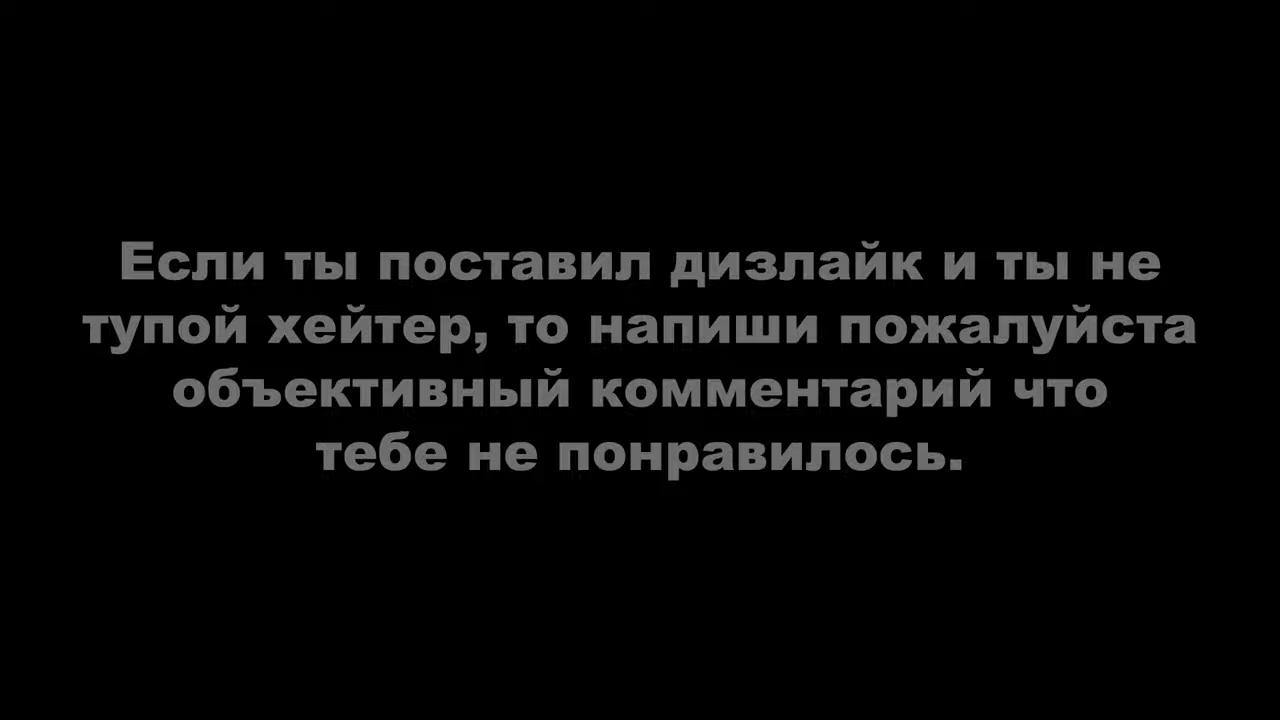 Если ты поставил дизлайк и ты не
тупой хейтер, то напиши пожалуйста
объективный комментарий что
тебе не понравилось.